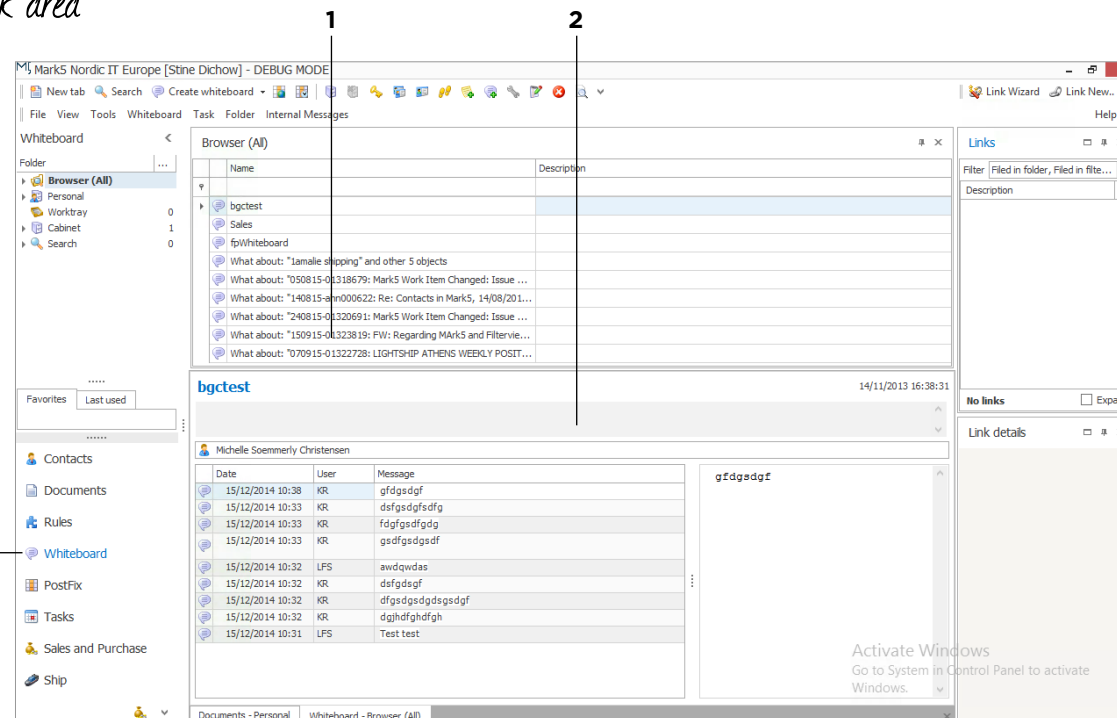 k area
1
2
Mark5 Nordic IT Europe [Stine Dichow] - DEBUG MODE
New tab Search Create whiteboard
Link Wizard Link New..
File View Tools Whiteboard Task Folder Internal Messages
Help
Whiteboard
Folder
...
Browser (All)
Personal
Worktray 0
Cabinet 1
Search 0
Favorites Last used
Contacts
Documents
Rules
Whiteboard
PostFix
Tasks
Sales and Purchase
Ship
Browser (All)
Name Description
bgctest
Sales
fpWhiteboard
What about: "1amalie shipping" and other 5 objects
What about: "050815-01318679: Mark5 Work Item Changed: Issue ...
What about: "140815-ann000622: Re: Contacts in Mark5, 14/08/201...
What about: "240815-01320691: Mark5 Work Item Changed: Issue ...
What about: "150915-01323819: FW: Regarding MArk5 and Filtervie...
What about: "070915-01322728: LIGHTSHIP ATHENS WEEKLY POSIT...
bgctest
14/11/2013 16:38:31
Michelle Soemmerly Christensen
Date User Message
15/12/2014 10:38 KR gfdgsdgf
15/12/2014 10:33 KR dsfgsdgfsdfg
15/12/2014 10:33 KR fdgfgsdfgdg
15/12/2014 10:33 KR gsdfgsdgsdf
15/12/2014 10:32 LFS awdqwdas
15/12/2014 10:32 KR dsfgdsgf
15/12/2014 10:32 KR dfgsdgsdgdsgsdgf
15/12/2014 10:32 KR dgjhdfghdfgh
15/12/2014 10:31 LFS Test test
gfdgsdgf
Documents - Personal Whiteboard - Browser (All)
Links
Filter Filed in folder, Filed in filte...
Description
No links Expa
Link details
Activate Windows
Go to System in Control Panel to activate
Windows.